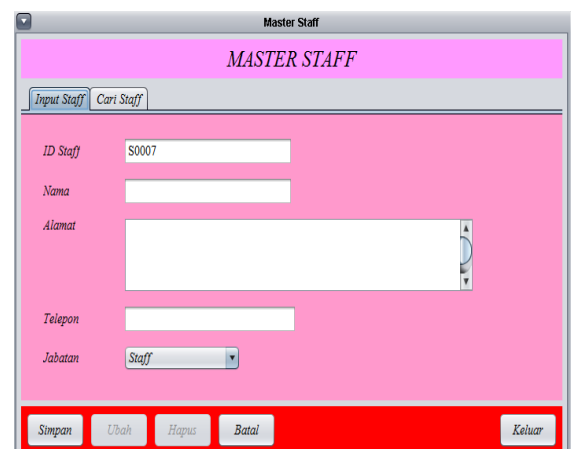 Master Staff
MASTER STAFF
Input Staff Cari Staff
ID Staff S0007
Nama
Alamat
Telepon
Jabatan Staff
Simpan Ubah Hapus Batal Keluar